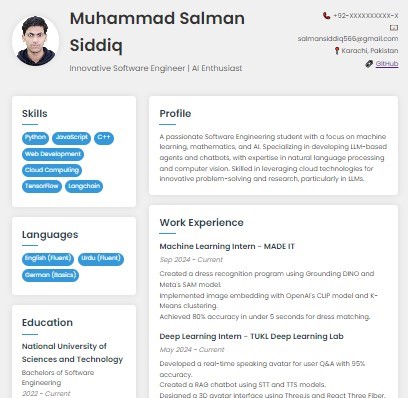 Muhammad Salman
Siddiq
Innovative Software Engineer | AI Enthusiast
+92-XXXXXXXXXX-X
salmansiddiq566@gmail.com
Karachi, Pakistan
GitHub
Skills
Python JavaScript C++
Web Development
Cloud Computing
TensorFlow Langchain
Languages
English (Fluent) Urdu (Fluent)
German (Basics)
Education
National University of
Sciences and Technology
Bachelors of Software
Engineering
2022 - Current
Profile
A passionate Software Engineering student with a focus on machine
learning, mathematics, and AI. Specializing in developing LLM-based
agents and chatbots, with expertise in natural language processing
and computer vision. Skilled in leveraging cloud technologies for
innovative problem-solving and research, particularly in LLMs.
Work Experience
Machine Learning Intern - MADE IT
Sep 2024 - Current
Created a dress recognition program using Grounding DINO and
Meta's SAM model.
Implemented image embedding with OpenAI's CLIP model and K-
Means clustering.
Achieved 80% accuracy in under 5 seconds for dress matching.
Deep Learning Intern - TUKL Deep Learning Lab
May 2024 - Current
Developed a real-time speaking avatar for user Q&A with 95%
accuracy.
Created a RAG chatbot using STT and TTS models.
Designed a 3D avatar interface using Three.js and React Three Fiber.